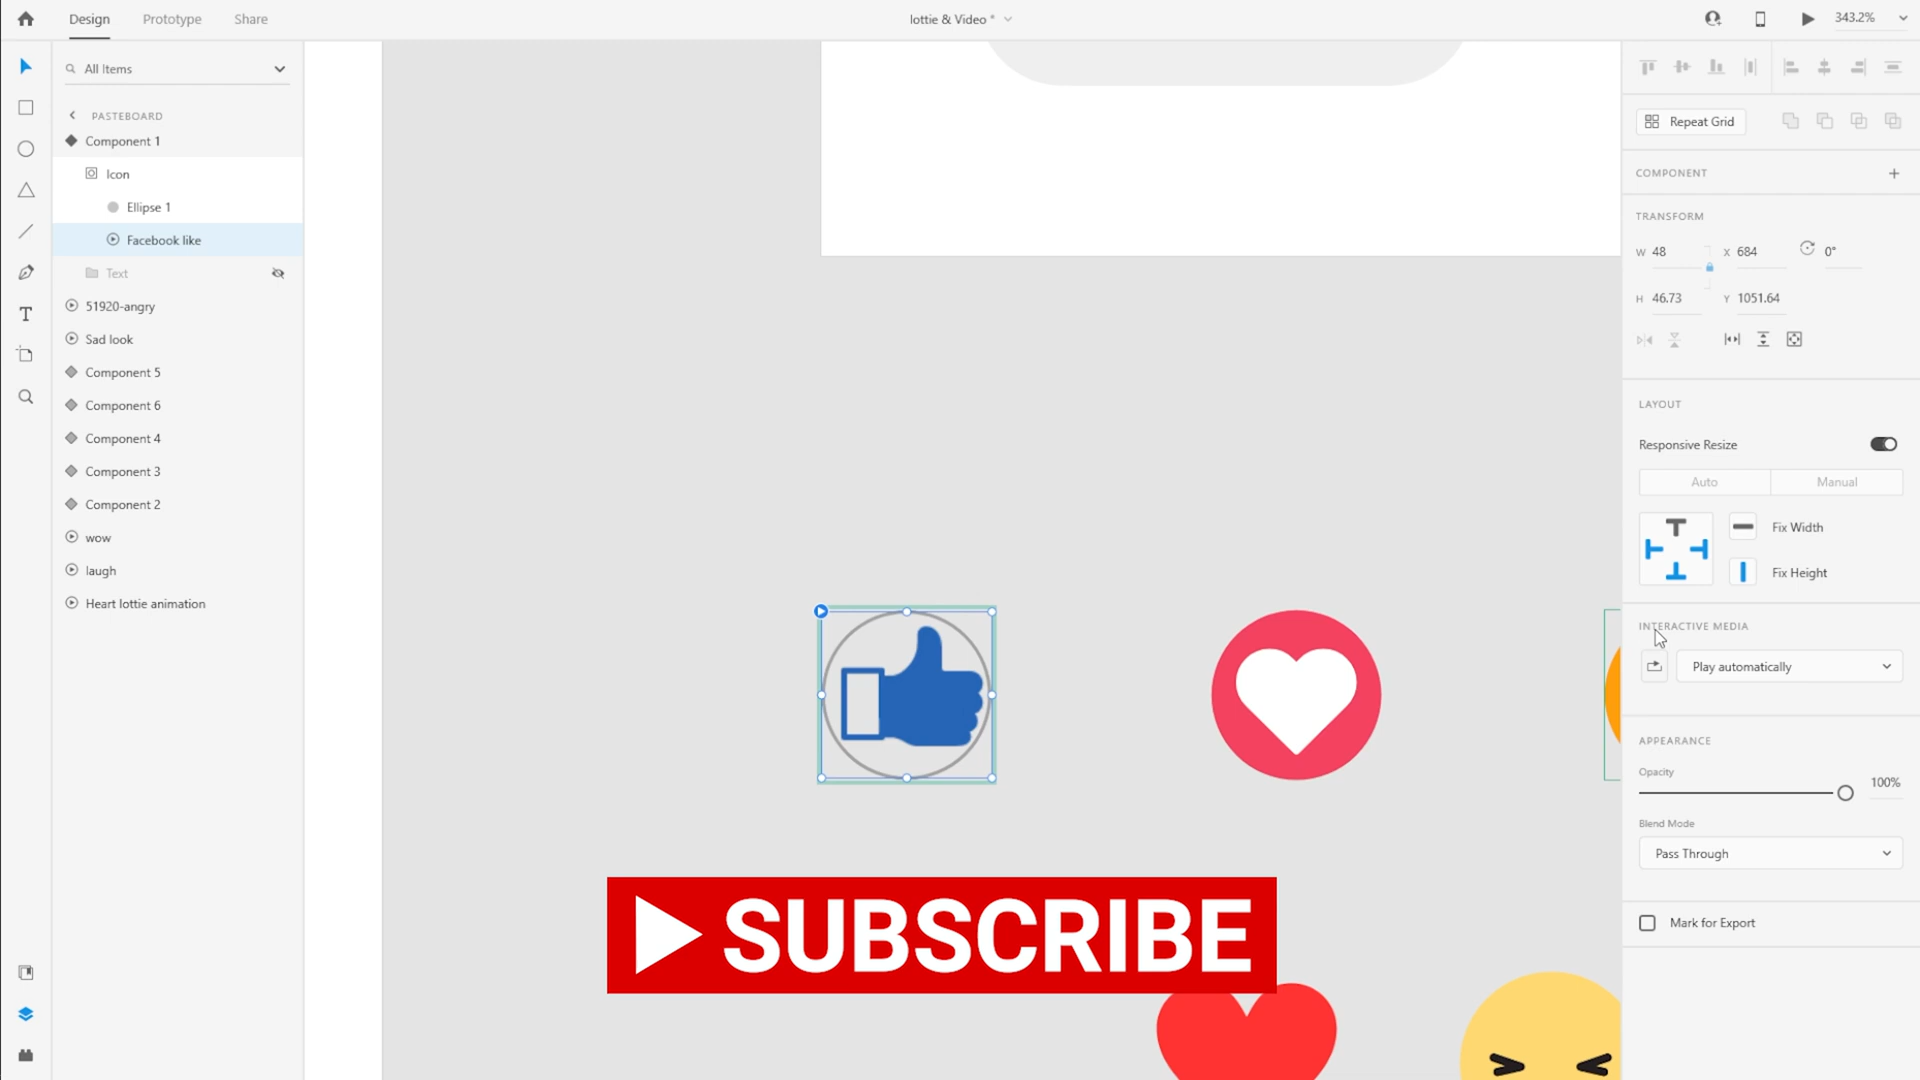 Design
Prototype
Share
lottie & Video *
343.2%
All Items
PASTEBOARD
Component 1
Icon
Ellipse 1
Facebook like
Text
51920-angry
Sad look
Component 5
Component 6
Component 4
Component 3
Component 2
wow
laugh
Heart lottie animation
SUBSCRIBE
Repeat Grid
COMPONENT
TRANSFORM
W 48
X 684
0°
H 46.73
Y 1051.64
LAYOUT
Responsive Resize
Auto
Manual
Fix Width
Fix Height
INTERACTIVE MEDIA
Play automatically
APPEARANCE
Opacity
100%
Blend Mode
Pass Through
Mark for Export